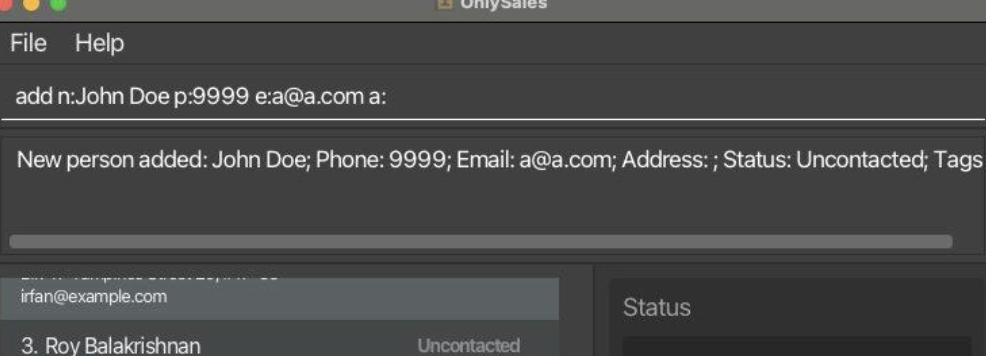 OnlySales
File Help
add n:John Doe p:9999 e:a@a.com a:
New person added: John Doe; Phone: 9999; Email: a@a.com; Address: ; Status: Uncontacted; Tags
irfan@example.com
Status
3. Roy Balakrishnan Uncontacted